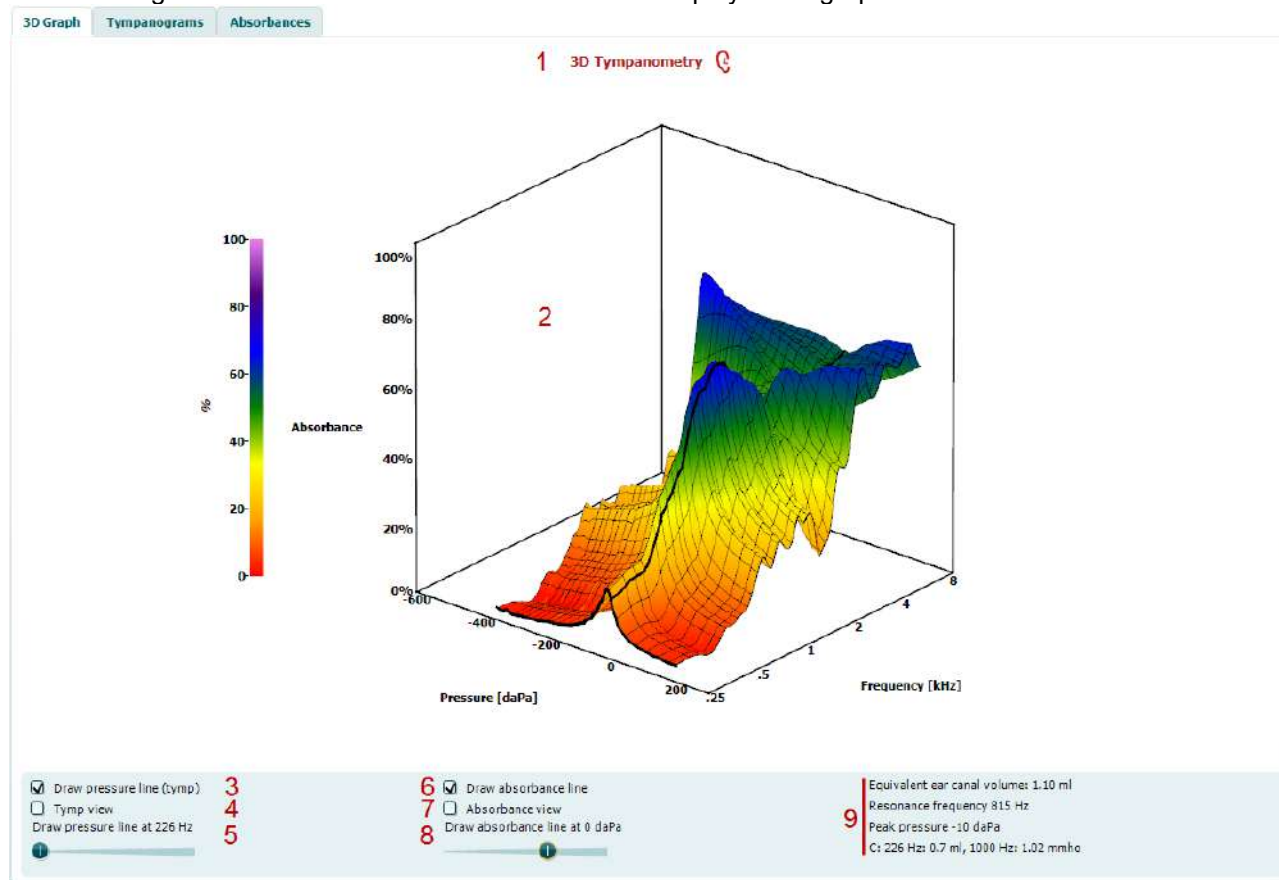 3D Graph Tympanograms Absorbances
1 3D Tympanometry
100
80
60
40
20
0
%
Absorbance
100%
80%
60%
40%
20%
0%
2
-600
-400
-200
0
200
Pressure [daPa]
.25
.5
1
2
4
8
Frequency [kHz]
Draw pressure line (tymp) 3
Tymp view 4
Draw pressure line at 226 Hz 5
6 Draw absorbance line
7 Absorbance view
8 Draw absorbance line at 0 daPa
9
Equivalent ear canal volume: 1.10 ml
Resonance frequency 815 Hz
Peak pressure -10 daPa
C: 226 Hz: 0.7 ml, 1000 Hz: 1.02 mmho